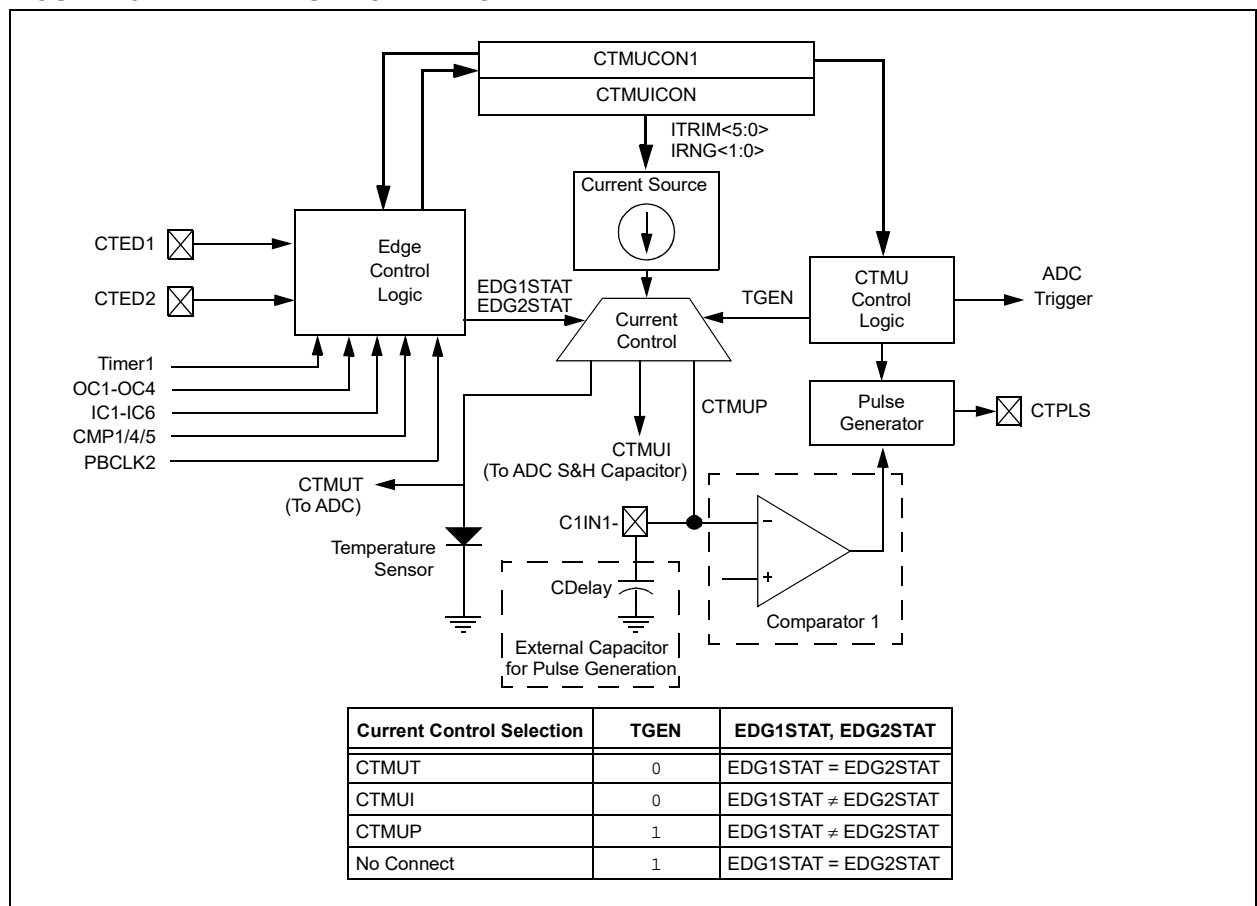 CTMUCON1
CTMUICON
ITRIM<5:0>
IRNG<1:0>
Current Source
CTED1
CTED2
Edge
Control
Logic
EDG1STAT
EDG2STAT
Current
Control
TGEN
CTMU
Control
Logic
ADC
Trigger
Timer1
OC1-OC4
IC1-IC6
CMP1/4/5
PBCLK2
CTMUP
Pulse
Generator
CTPLS
CTMUI
(To ADC S&H Capacitor)
CTMUT
(To ADC)
C1IN1-
–
+
Temperature
Sensor
CDelay
Comparator 1
External Capacitor
for Pulse Generation
Current Control Selection TGEN EDG1STAT, EDG2STAT
CTMUT 0 EDG1STAT = EDG2STAT
CTMUI 0 EDG1STAT ≠ EDG2STAT
CTMUP 1 EDG1STAT ≠ EDG2STAT
No Connect 1 EDG1STAT = EDG2STAT